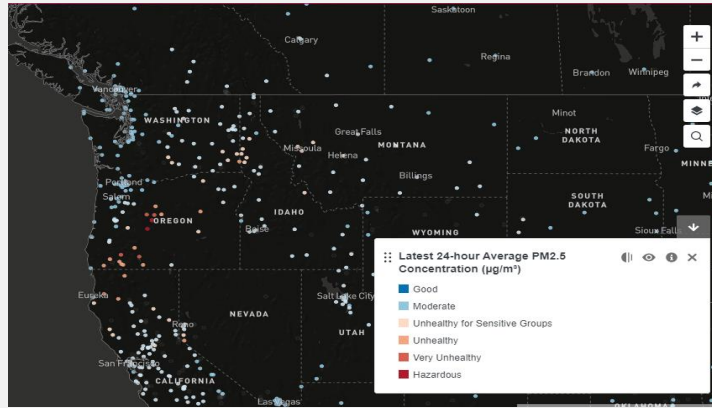 Saskatoon
Calgary
Regina
Brandon
Winnipeg
Vancouver
WASHINGTON
Minot
Great Falls
NORTH
DAKOTA
Missoula
MONTANA
Helena
Fargo
Billings
MINNE
Portland
Salem
SOUTH
DAKOTA
OREGON
IDAHO
Boise
WYOMING
Sioux Falls
Eureka
Salt Lake City
NEVADA
Reno
UTAH
San Francisco
CALIFORNIA
Las Vegas
OKLAHOMA
Latest 24-hour Average PM2.5
Concentration (µg/m³)
Good
Moderate
Unhealthy for Sensitive Groups
Unhealthy
Very Unhealthy
Hazardous